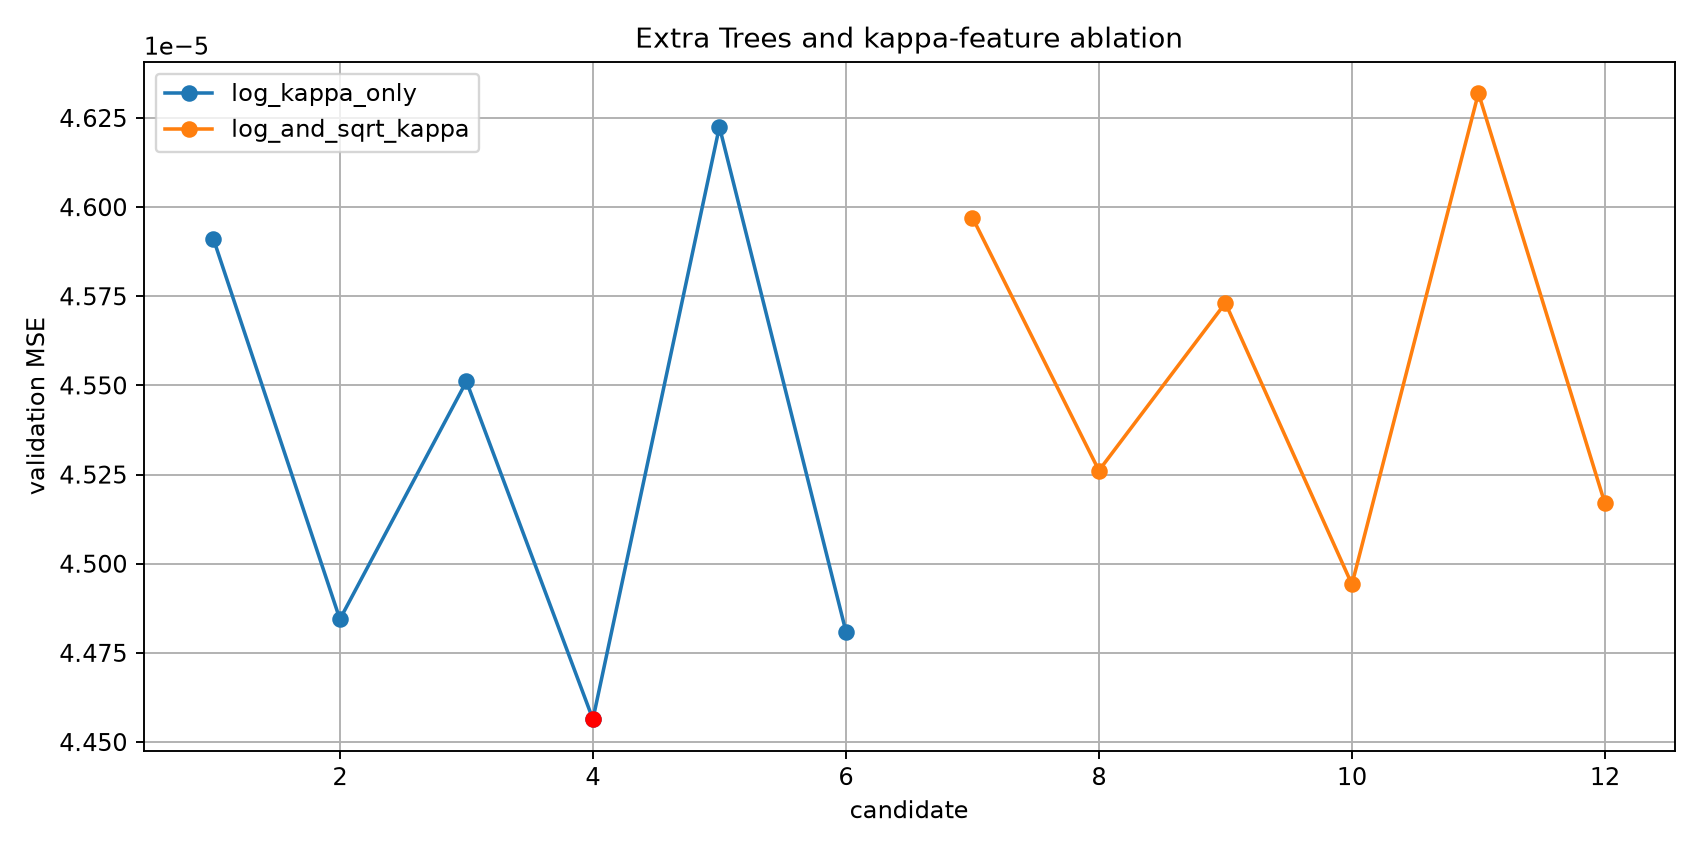 Extra Trees and kappa-feature ablation
1e−5
log_kappa_only
log_and_sqrt_kappa
4.625
4.600
4.575
4.550
4.525
4.500
4.475
4.450
validation MSE
2 4 6 8 10 12
candidate